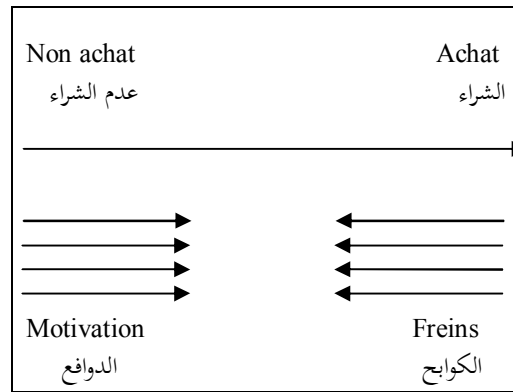 Non achat
Achat
عدم الشراء
الشراء
Motivation
Freins
الدوافع
الكوابح